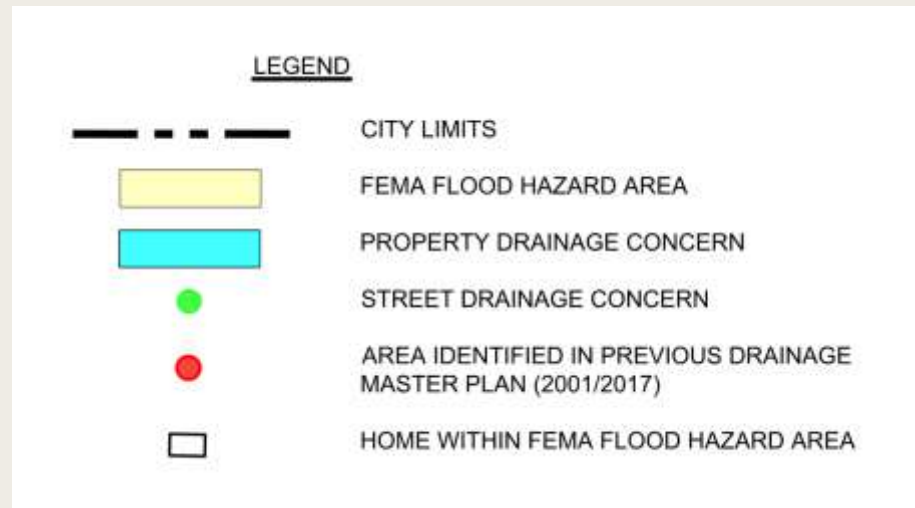 LEGEND
CITY LIMITS
FEMA FLOOD HAZARD AREA
PROPERTY DRAINAGE CONCERN
STREET DRAINAGE CONCERN
AREA IDENTIFIED IN PREVIOUS DRAINAGE
MASTER PLAN (2001/2017)
HOME WITHIN FEMA FLOOD HAZARD AREA